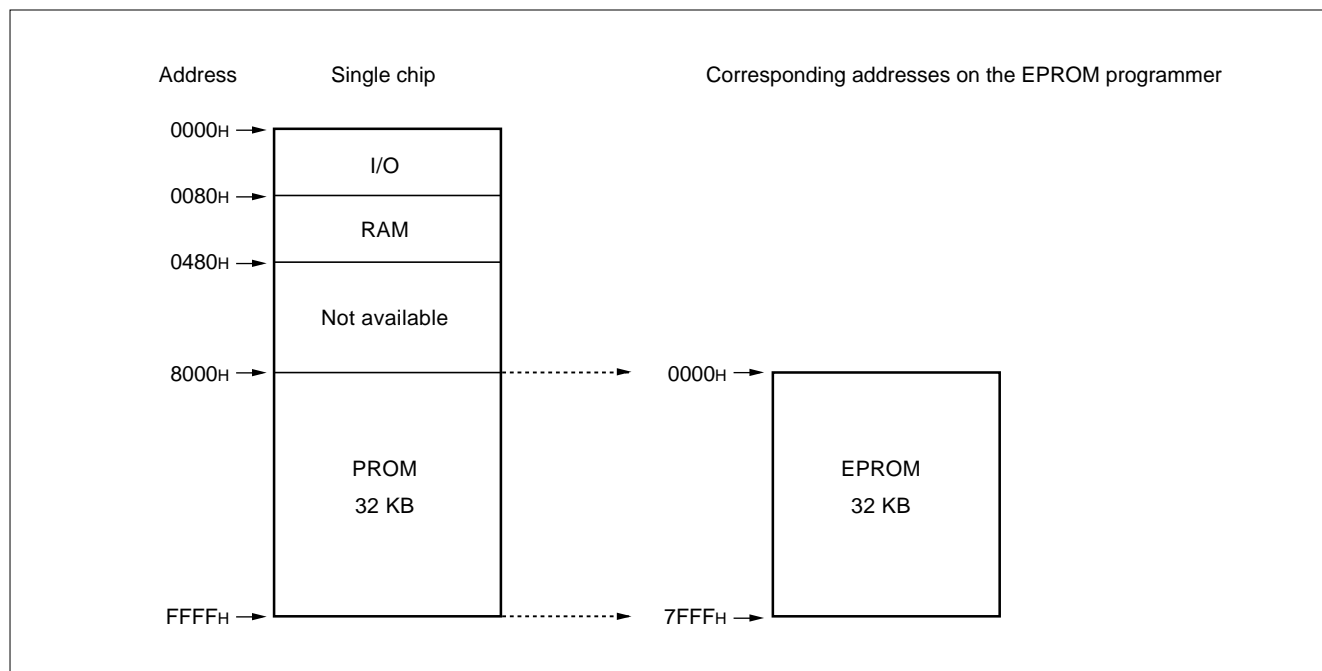 Address Single chip Corresponding addresses on the EPROM programmer
0000H
I/O
0080H
RAM
0480H
Not available
8000H 0000H
PROM EPROM
32 KB 32 KB
FFFFH 7FFFH